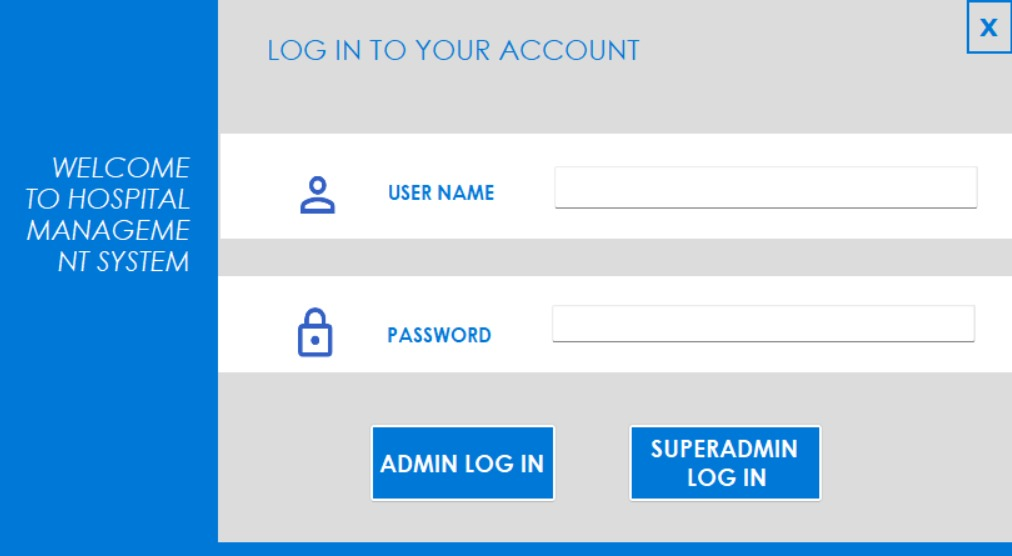 LOG IN TO YOUR ACCOUNT
X
WELCOME
TO HOSPITAL
MANAGEME
NT SYSTEM
USER NAME
PASSWORD
ADMIN LOG IN
SUPERADMIN
LOG IN